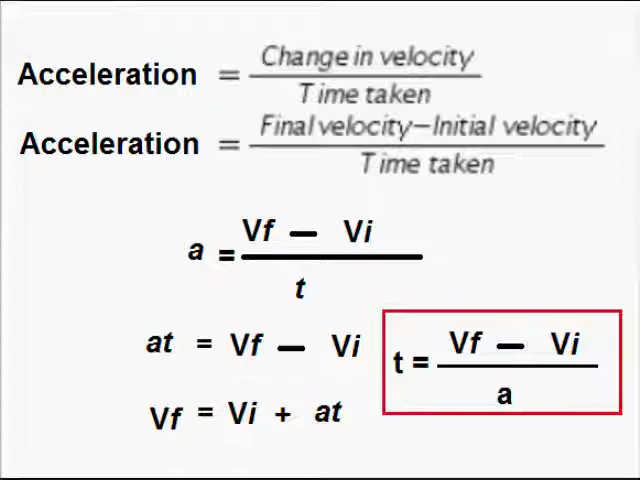 Acceleration = Change in velocity / Time taken
Acceleration = Final velocity – Initial velocity / Time taken
a = Vf – Vi / t
at = Vf – Vi
t = Vf – Vi / a
Vf = Vi + at